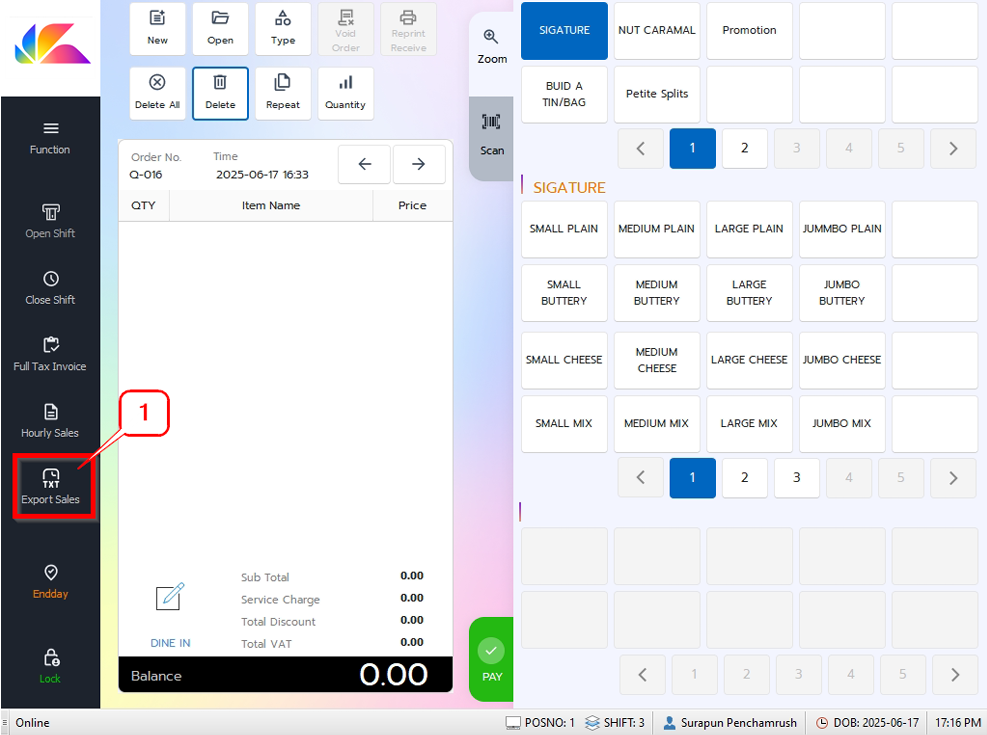 New
Open
Type
Void
Order
Reprint
Receive
Delete All
Delete
Repeat
Quantity
Zoom
Scan
Function
Open Shift
Close Shift
Full Tax Invoice
Hourly Sales
1
TXT
Export Sales
Endday
Lock
Order No.
Q-016
Time
2025-06-17 16:33
QTY
Item Name
Price
Sub Total 0.00
Service Charge 0.00
Total Discount 0.00
Total VAT 0.00
DINE IN
Balance 0.00
PAY
SIGATURE
NUT CARAMAL
Promotion
BUID A
TIN/BAG
Petite Splits
1 2 3 4 5
SIGATURE
SMALL PLAIN
MEDIUM PLAIN
LARGE PLAIN
JUMMBO PLAIN
SMALL
BUTTERY
MEDIUM
BUTTERY
LARGE
BUTTERY
JUMBO
BUTTERY
SMALL CHEESE
MEDIUM
CHEESE
LARGE CHEESE
JUMBO CHEESE
SMALL MIX
MEDIUM MIX
LARGE MIX
JUMBO MIX
1 2 3 4 5
1 2 3 4 5
Online
POSNO: 1
SHIFT: 3
Surapun Penchamrush
DOB: 2025-06-17
17:16 PM